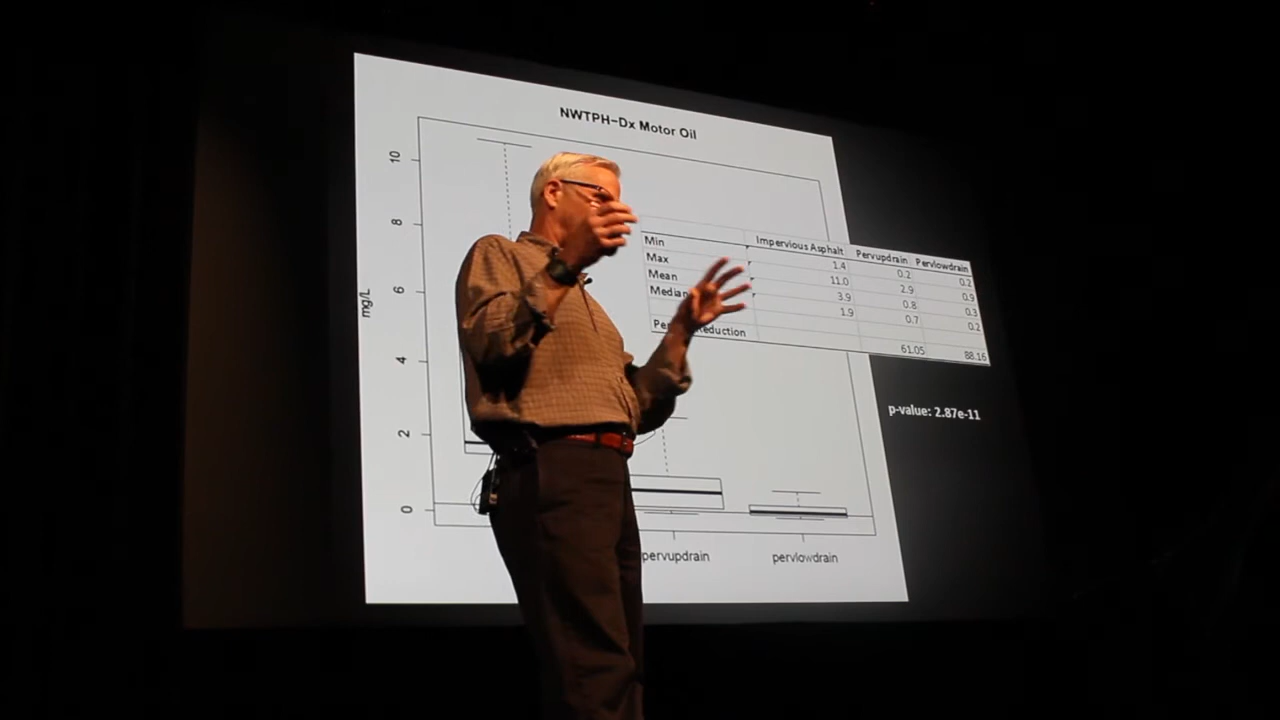 NWTPH-Dx Motor Oil
10
8
6
4
2
0
mg/L
Impervious Asphalt Pervupdrain Pervlowdrain
Min 1.4 0.2 0.2
Max 11.0 2.9 0.9
Mean 3.9 0.8 0.3
Median 1.9 0.7 0.2
eduction 61.05 88.16
p-value: 2.87e-11
pervupdrain pervlowdrain